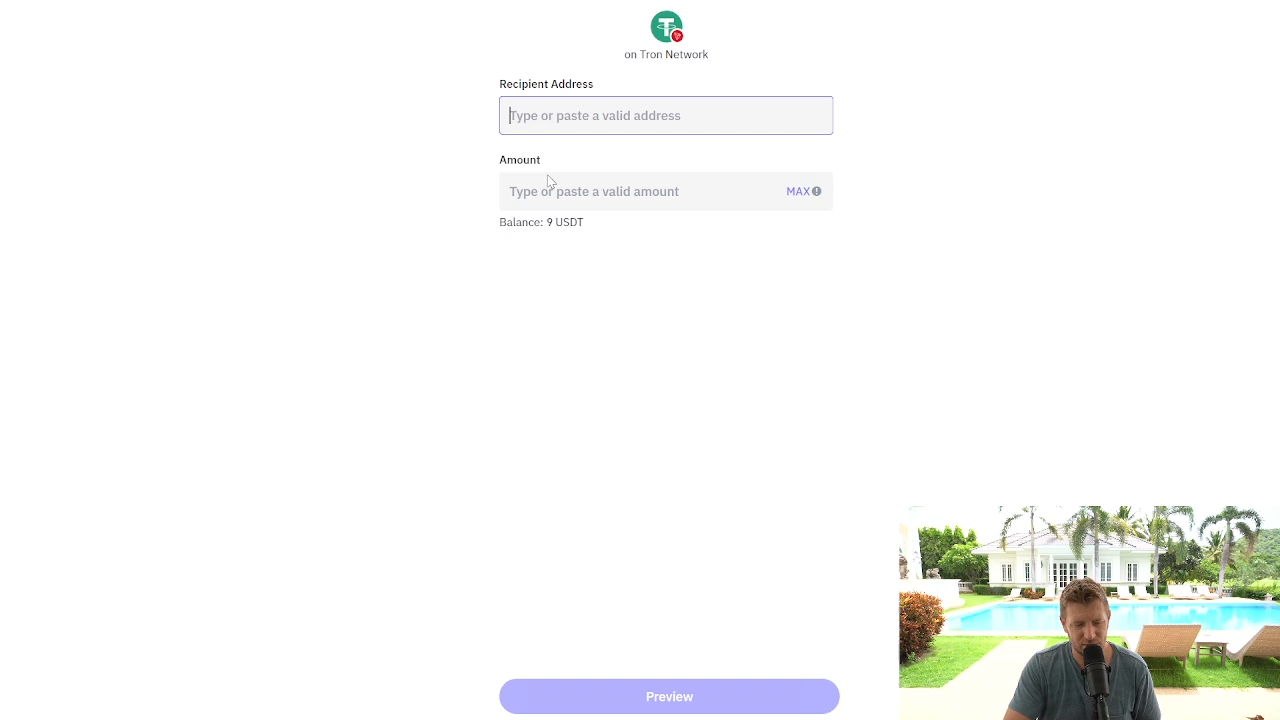 on Tron Network
Recipient Address
Type or paste a valid address
Amount
Type or paste a valid amount
MAX
Balance: 9 USDT
Preview